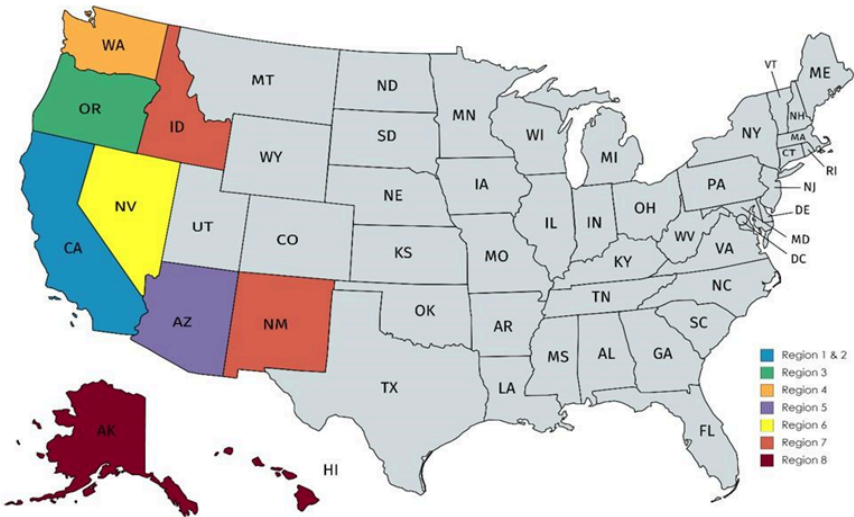 WA
OR
ID
MT
ND
MN
SD
WY
NV
CA
UT
CO
NE
KS
IA
WI
MI
IL
IN
OH
MO
KY
WV
VA
PA
NY
VT
NH
ME
MA
CT
RI
NJ
DE
MD
DC
NC
TN
SC
AZ
NM
OK
AR
TX
LA
MS
AL
GA
FL
AK
HI
Region 1 & 2
Region 3
Region 4
Region 5
Region 6
Region 7
Region 8